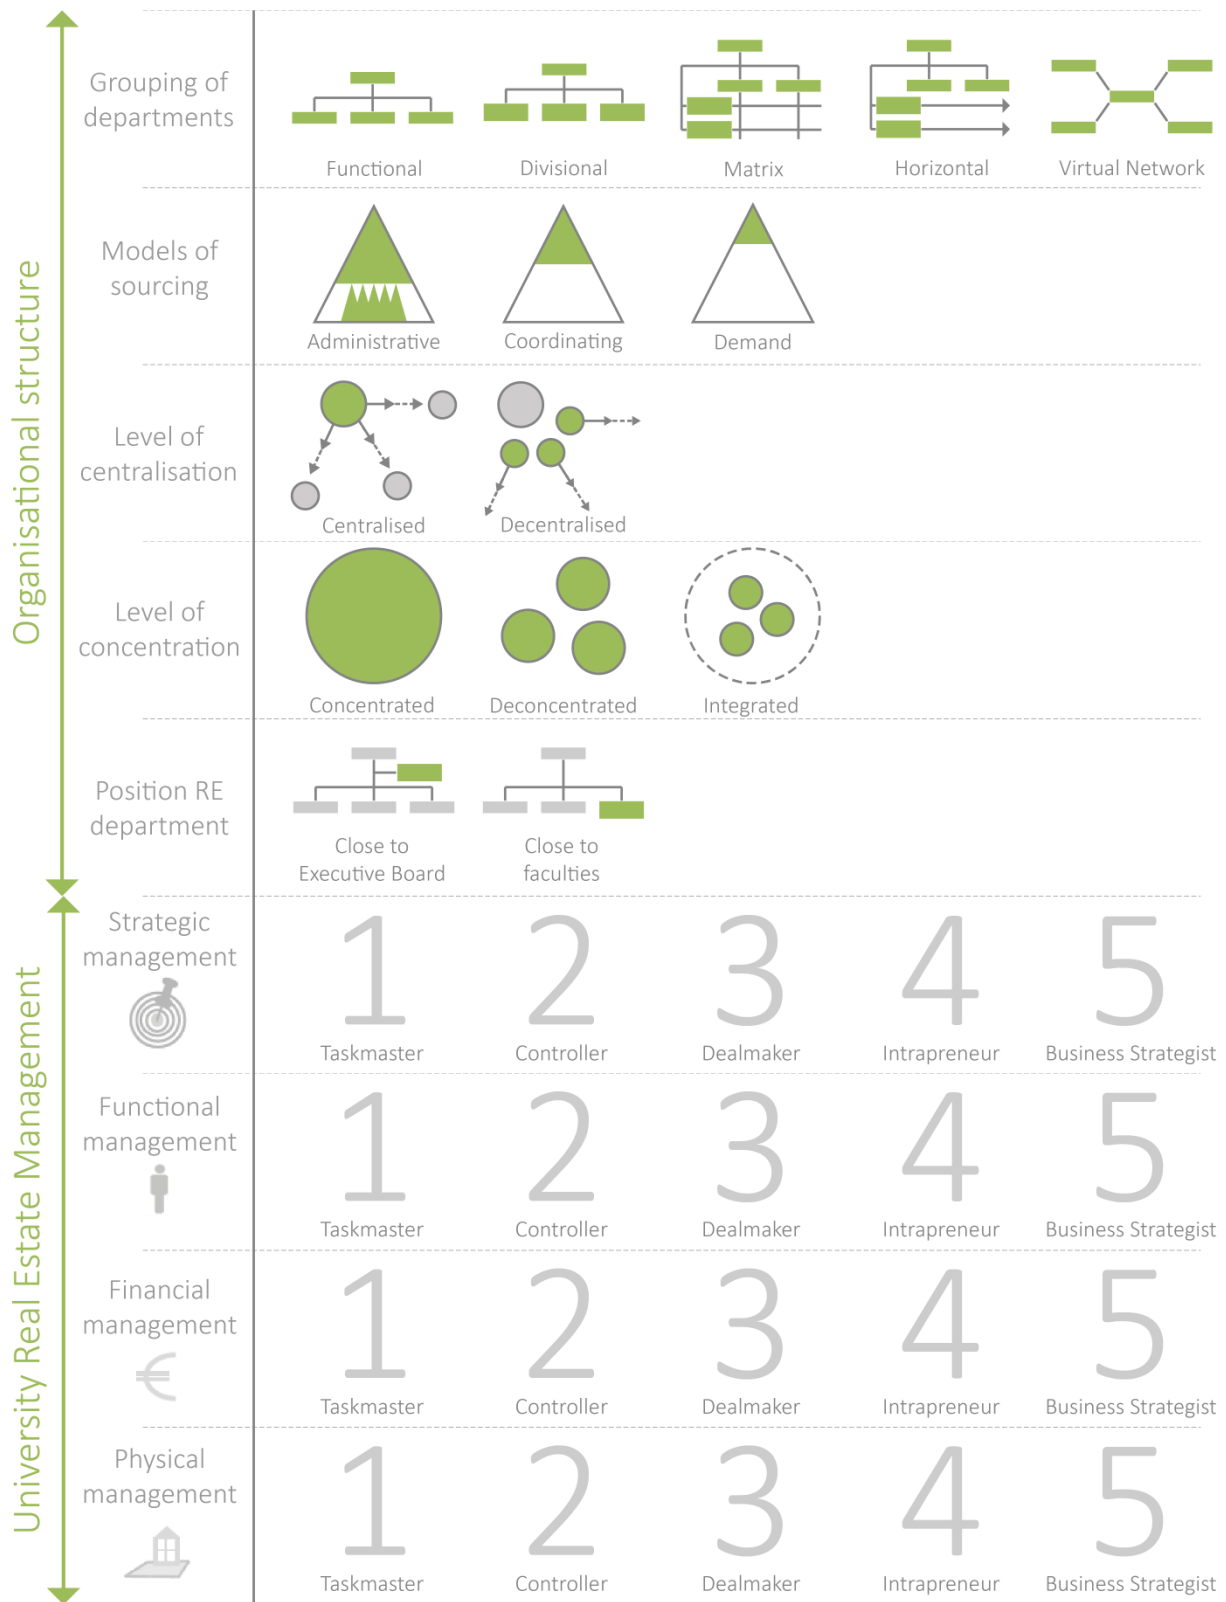 Organisational structure
Grouping of
departments
Functional
Divisional
Matrix
Horizontal
Virtual Network
Models of
sourcing
Administrative
Coordinating
Demand
Level of
centralisation
Centralised
Decentralised
Level of
concentration
Concentrated
Deconcentrated
Integrated
Position RE
department
Close to
Executive Board
Close to
faculties
University Real Estate Management
Strategic
management
1
2
3
4
5
Taskmaster
Controller
Dealmaker
Intrapreneur
Business Strategist
Functional
management
1
2
3
4
5
Taskmaster
Controller
Dealmaker
Intrapreneur
Business Strategist
Financial
management
€
1
2
3
4
5
Taskmaster
Controller
Dealmaker
Intrapreneur
Business Strategist
Physical
management
1
2
3
4
5
Taskmaster
Controller
Dealmaker
Intrapreneur
Business Strategist